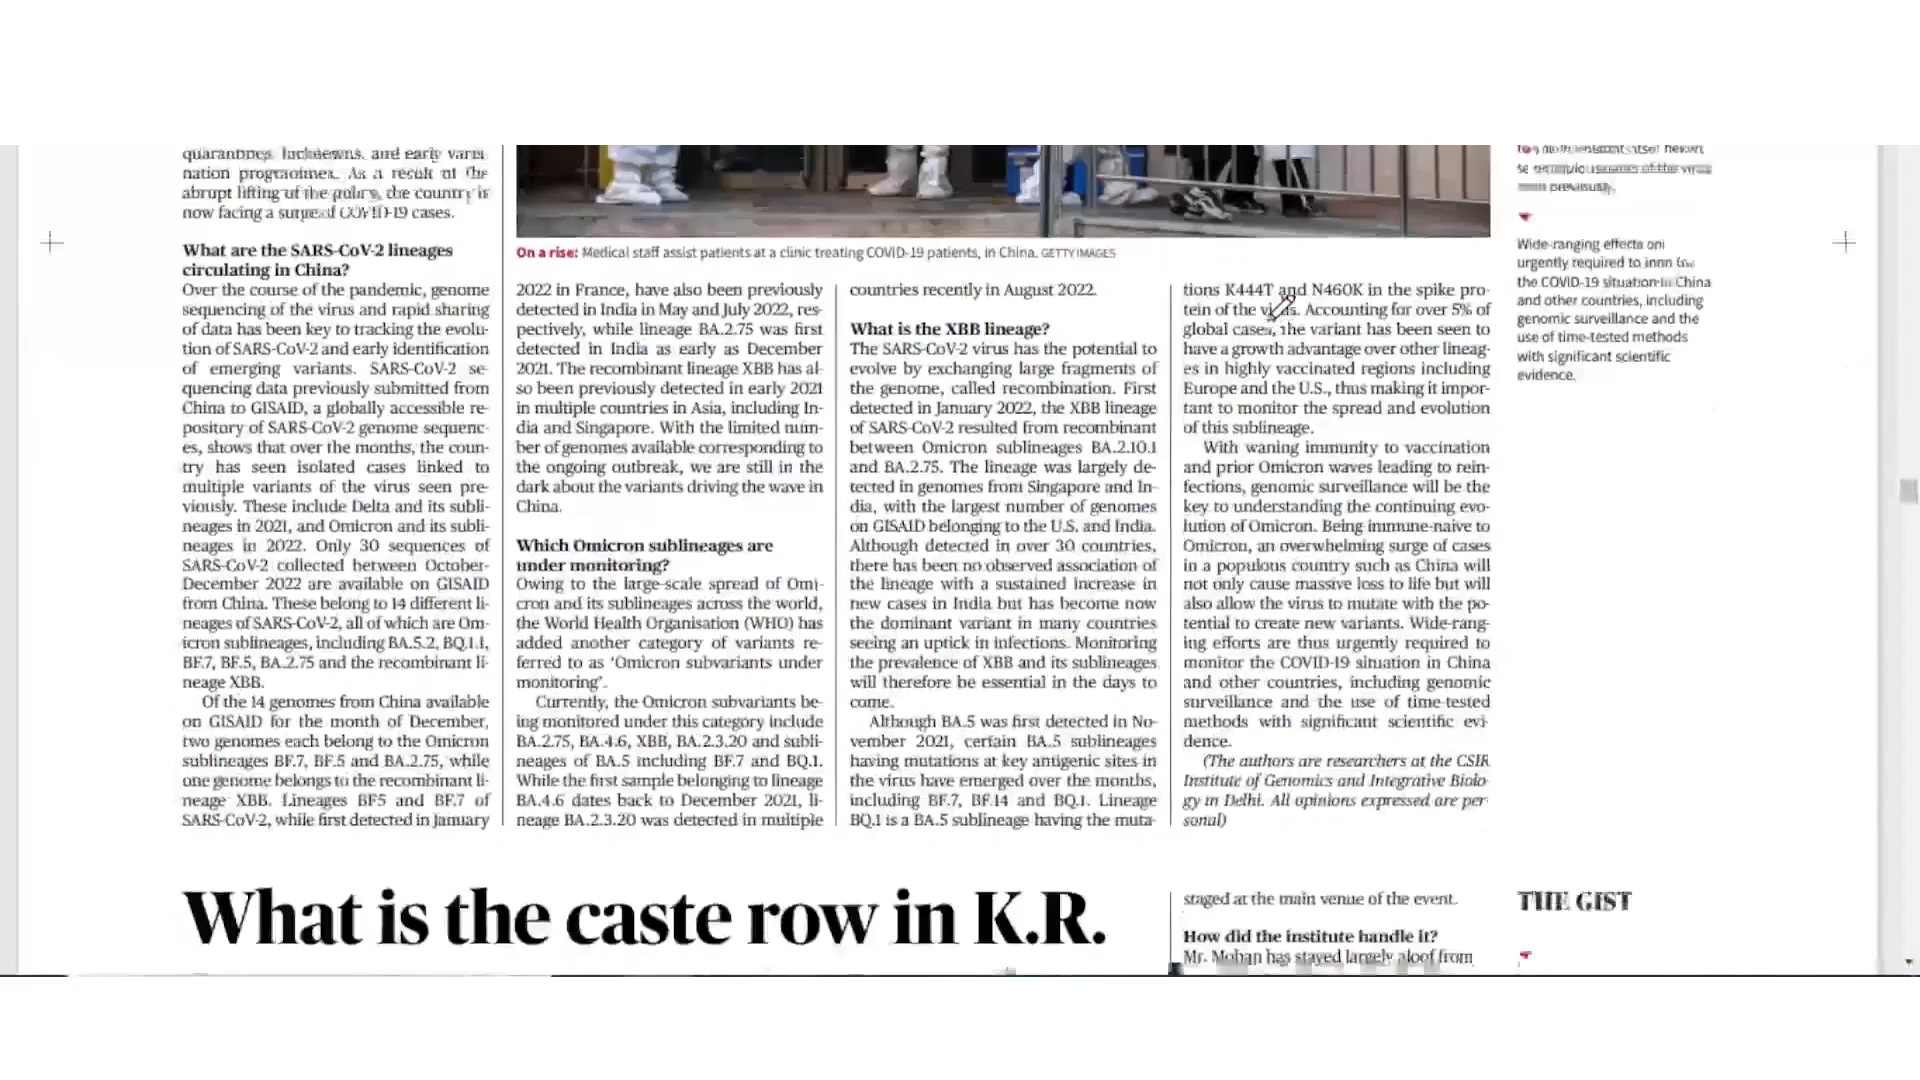 quarantines, lockdowns, and early vacci-
nation programmes. As a result of the
abrupt lifting of the policy, the country is
now facing a surge of COVID-19 cases.
What are the SARS-CoV-2 lineages
circulating in China?
Over the course of the pandemic, genome
sequencing of the virus and rapid sharing
of data has been key to tracking the evolu-
tion of SARS-CoV-2 and early identification
of emerging variants. SARS-CoV-2 se-
quencing data previously submitted from
China to GISAID, a globally accessible re-
pository of SARS-CoV-2 genome sequenc-
es, shows that over the months, the coun-
try has seen isolated cases linked to
multiple variants of the virus seen pre-
viously. These include Delta and its subli-
neages in 2021, and Omicron and its subli-
neages in 2022. Only 30 sequences of
SARS-CoV-2 collected between October-
December 2022 are available on GISAID
from China. These belong to 14 different li-
neages of SARS-CoV-2, all of which are Om-
icron sublineages, including BA.5.2, BQ.1.1,
BF.7, BF.5, BA.2.75 and the recombinant li-
neage XBB.
Of the 14 genomes from China available
on GISAID for the month of December,
two genomes each belong to the Omicron
sublineages BF.7, BF.5 and BA.2.75, while
one genome belongs to the recombinant li-
neage XBB. Lineages BF5 and BF.7 of
SARS-CoV-2, while first detected in January
On a rise: Medical staff assist patients at a clinic treating COVID-19 patients, in China. GETTY IMAGES
2022 in France, have also been previously
detected in India in May and July 2022, res-
pectively, while lineage BA.2.75 was first
detected in India as early as December
2021. The recombinant lineage XBB has al-
so been previously detected in early 2021
in multiple countries in Asia, including In-
dia and Singapore. With the limited num-
ber of genomes available corresponding to
the ongoing outbreak, we are still in the
dark about the variants driving the wave in
China.
Which Omicron sublineages are
under monitoring?
Owing to the large-scale spread of Omi-
cron and its sublineages across the world,
the World Health Organisation (WHO) has
added another category of variants re-
ferred to as ‘Omicron subvariants under
monitoring’.
Currently, the Omicron subvariants be-
ing monitored under this category include
BA.2.75, BA.4.6, XBB, BA.2.3.20 and subli-
neages of BA.5 including BF.7 and BQ.1.
While the first sample belonging to lineage
BA.4.6 dates back to December 2021, li-
neage BA.2.3.20 was detected in multiple
countries recently in August 2022.
What is the XBB lineage?
The SARS-CoV-2 virus has the potential to
evolve by exchanging large fragments of
the genome, called recombination. First
detected in January 2022, the XBB lineage
of SARS-CoV-2 resulted from recombinant
between Omicron sublineages BA.2.10.1
and BA.2.75. The lineage was largely de-
tected in genomes from Singapore and In-
dia, with the largest number of genomes
on GISAID belonging to the U.S. and India.
Although detected in over 30 countries,
there has been no observed association of
the lineage with a sustained increase in
new cases in India but has become now
the dominant variant in many countries
seeing an uptick in infections. Monitoring
the prevalence of XBB and its sublineages
will therefore be essential in the days to
come.
Although BA.5 was first detected in No-
vember 2021, certain BA.5 sublineages
having mutations at key antigenic sites in
the virus have emerged over the months,
including BF.7, BF.14 and BQ.1. Lineage
BQ.1 is a BA.5 sublineage having the muta-
tions K444T and N460K in the spike pro-
tein of the virus. Accounting for over 5% of
global cases, the variant has been seen to
have a growth advantage over other lineag-
es in highly vaccinated regions including
Europe and the U.S., thus making it impor-
tant to monitor the spread and evolution
of this sublineage.
With waning immunity to vaccination
and prior Omicron waves leading to rein-
fections, genomic surveillance will be the
key to understanding the continuing evo-
lution of Omicron. Being immune-naive to
Omicron, an overwhelming surge of cases
in a populous country such as China will
not only cause massive loss to life but will
also allow the virus to mutate with the po-
tential to create new variants. Wide-rang-
ing efforts are thus urgently required to
monitor the COVID-19 situation in China
and other countries, including genomic
surveillance and the use of time-tested
methods with significant scientific evi-
dence.
(The authors are researchers at the CSIR
Institute of Genomics and Integrative Biolo-
gy in Delhi. All opinions expressed are per-
sonal)
of the virus
previously.
Wide-ranging effects
urgently required to
the COVID-19 situation in China
and other countries, including
genomic surveillance and the
use of time-tested methods
with significant scientific
evidence.
What is the caste row in K.R.
staged at the main venue of the event.
How did the institute handle it?
Mr. Mohan has stayed largely aloof from
THE GIST